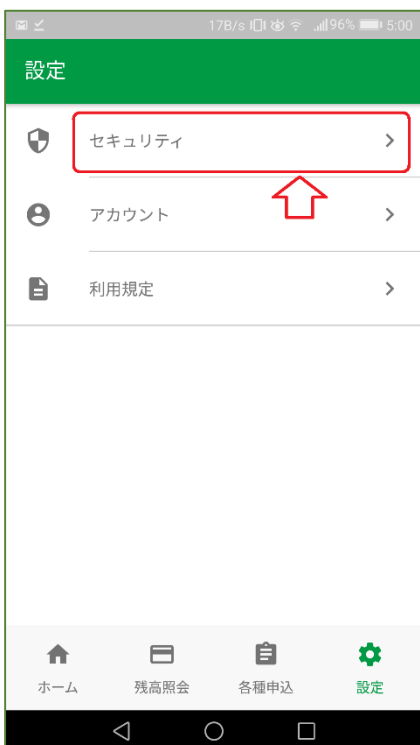 17B/s 96% 5:00
設定
セキュリティ
アカウント
利用規定
ホーム 残高照会 各種申込 設定